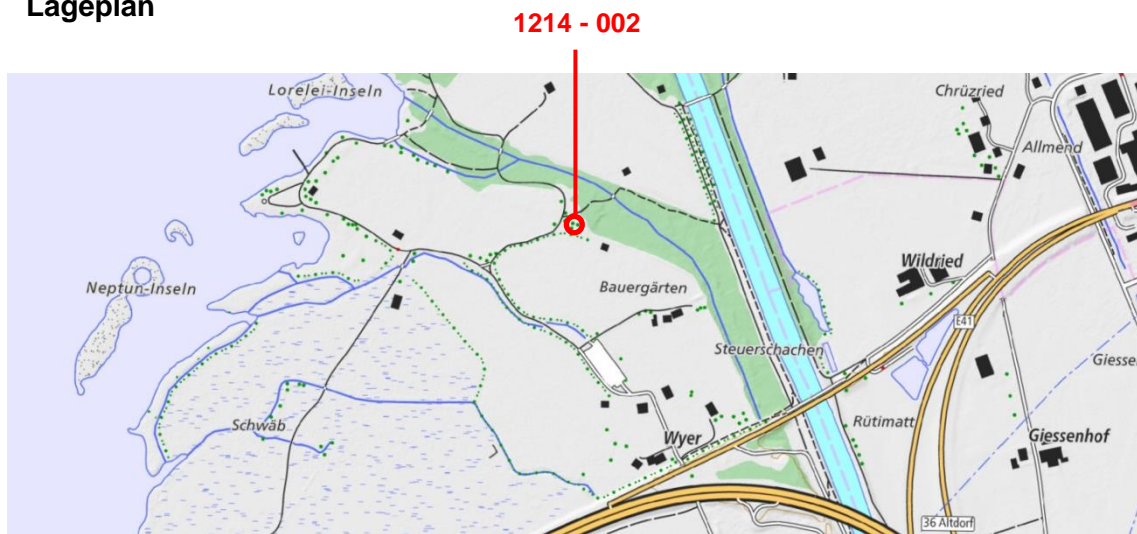 Lageplan
1214 - 002
Lorelei-Inseln
Chrüzried
Allmend
Neptun-Inseln
Wildried
Bauergärten
E41
Steuerschachen
Giesse
Schwäb
Rütimatt
Wyer
Giessenhof
36 Altdorf